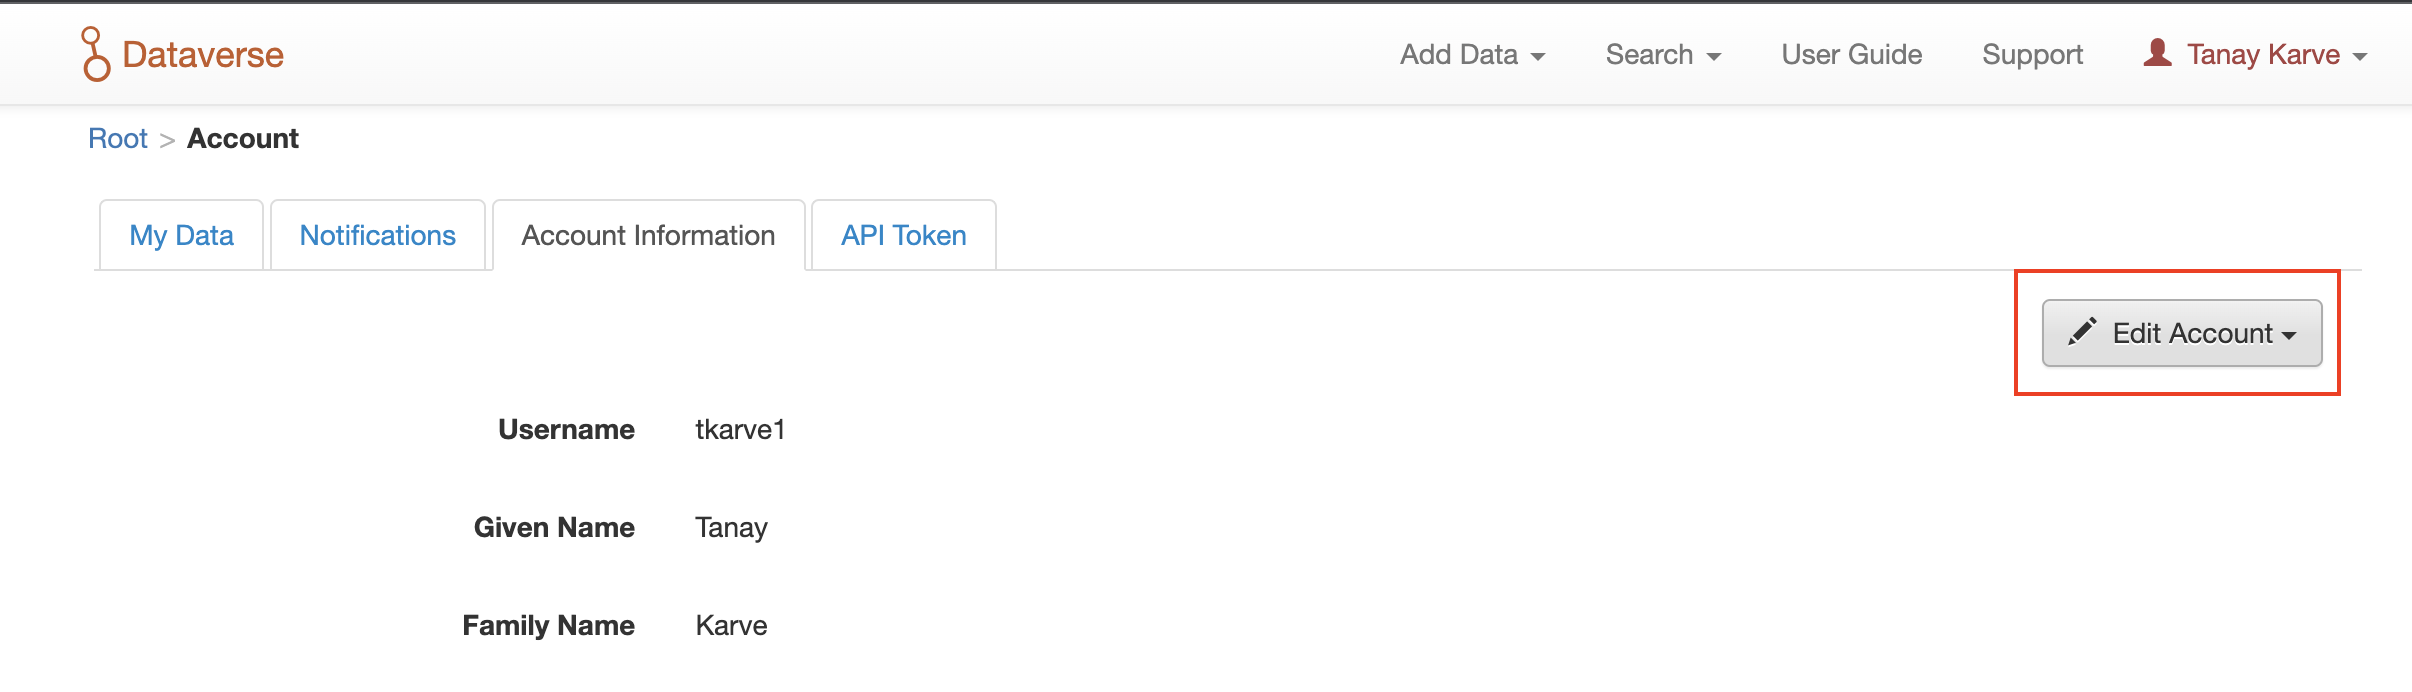 Dataverse Add Data Search User Guide Support Tanay Karve
Root > Account
My Data Notifications Account Information API Token
Edit Account
Username tkarve1
Given Name Tanay
Family Name Karve